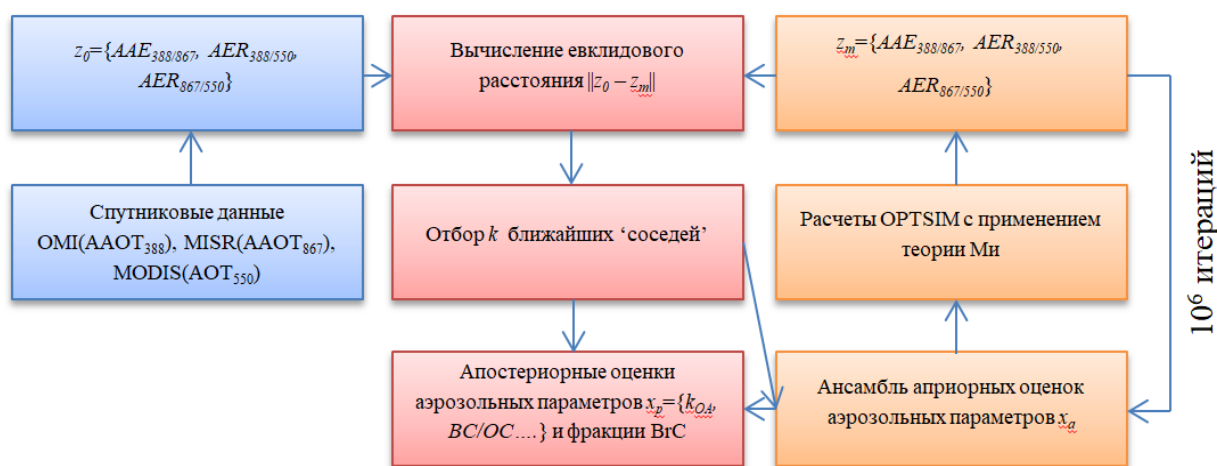 z₀={AAE₃₈₈/₈₆₇, AER₃₈₈/₅₅₀,
AER₈₆₇/₅₅₀}
Вычисление евклидового
расстояния ||z₀ – zₘ||
zₘ={AAE₃₈₈/₈₆₇, AER₃₈₈/₅₅₀,
AER₈₆₇/₅₅₀}
Спутниковые данные
OMI(AAOT₃₈₈), MISR(AAOT₈₆₇),
MODIS(AOT₅₅₀)
Отбор k ближайших ‘соседей’
Расчеты OPTSIM с применением
теории Ми
Апостериорные оценки
аэрозольных параметров xₚ={k_OA,
BC/OC….} и фракции BrC
Ансамбль априорных оценок
аэрозольных параметров xₐ
10⁶ итераций